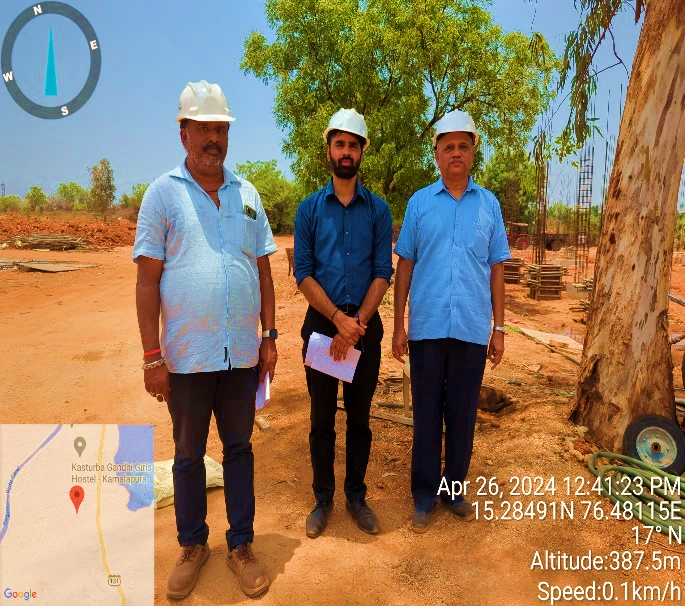 N
E
W
S
Kasturba Gandhi Girls
Hostel - Kamalapura
131
Google
Apr 26, 2024 12:41:23 PM
15.28491N 76.48115E
17° N
Altitude:387.5m
Speed:0.1km/h